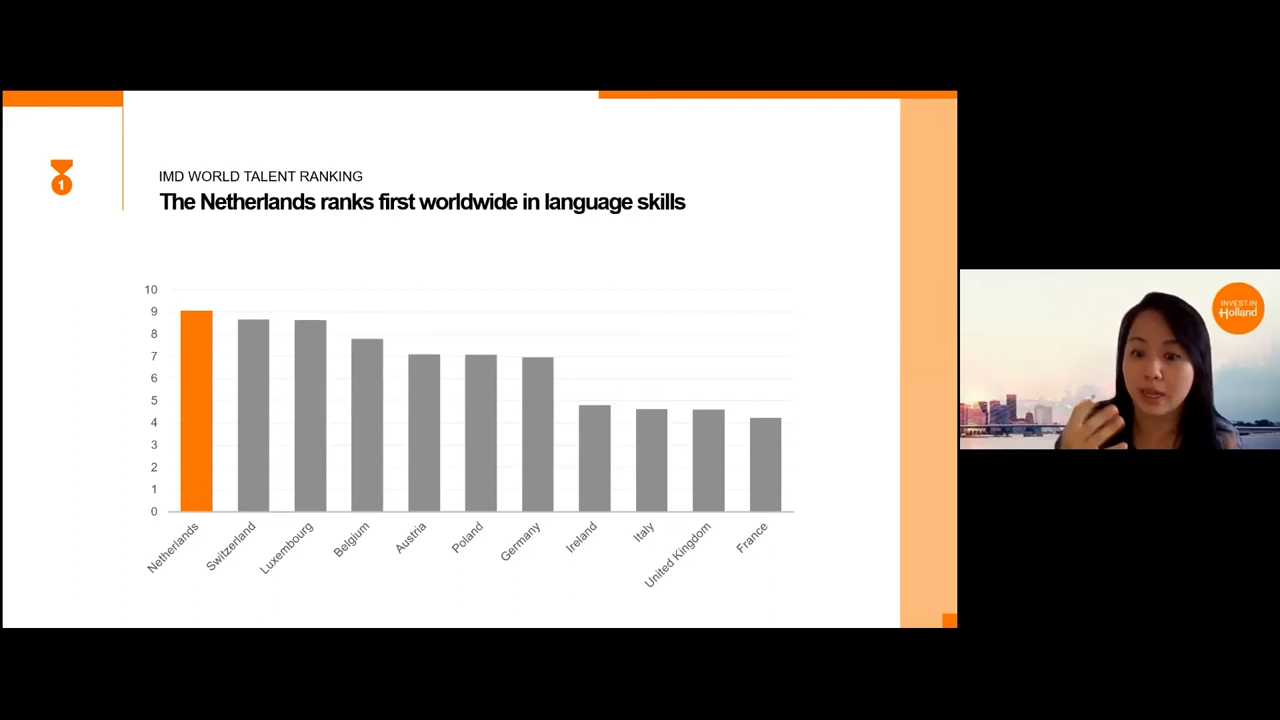 1
IMD WORLD TALENT RANKING
The Netherlands ranks first worldwide in language skills
10
9
8
7
6
5
4
3
2
1
0
Netherlands
Switzerland
Luxembourg
Belgium
Austria
Poland
Germany
Ireland
Italy
United Kingdom
France
INVEST IN
Holland